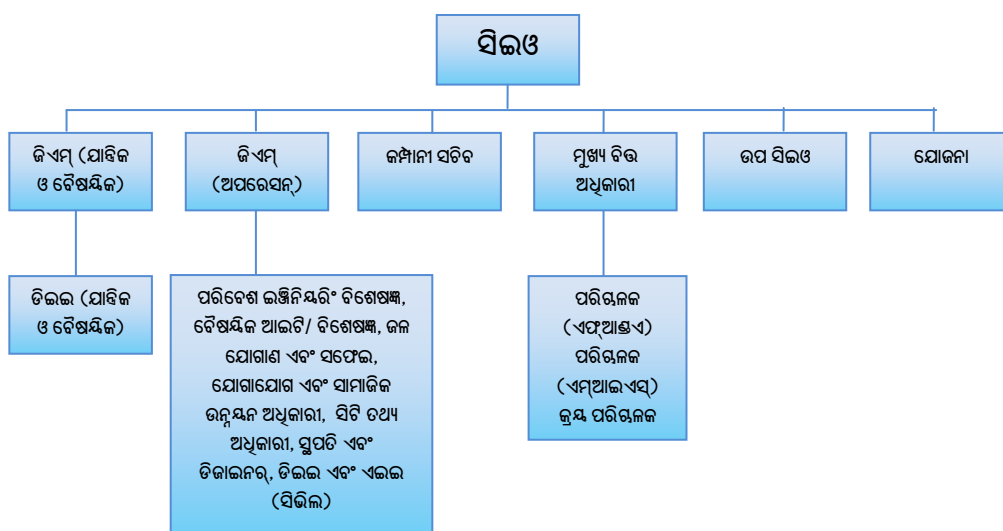 ସିଇଓ
ଜିଏମ୍ (ଯାନ୍ତ୍ରିକ
ଓ ବୈଷୟିକ)
ଜିଏମ୍
(ଅପରେସନ୍)
କମ୍ପାନୀ ସଚିବ
ମୁଖ୍ୟ ବିତ୍ତ
ଅଧିକାରୀ
ଉପ ସିଇଓ
ଯୋଜନା
ଡିଇଇ (ଯାନ୍ତ୍ରିକ
ଓ ବୈଷୟିକ)
ପରିବେଶ ଇଞ୍ଜିନିୟରିଂ ବିଶେଷଜ୍ଞ,
ବୈଷୟିକ ଆଇଟି/ ବିଶେଷଜ୍ଞ, ଜଳ
ଯୋଗାଣ ଏବଂ ସଫେଇ,
ଯୋଗାଯୋଗ ଏବଂ ସାମାଜିକ
ଉନ୍ନୟନ ଅଧିକାରୀ, ସିଟି ତଥ୍ୟ
ଅଧିକାରୀ, ସ୍ଥପତି ଏବଂ
ଡିଜାଇନର୍, ଡିଇଇ ଏବଂ ଏଇଇ
(ସିଭିଲ)
ପରିଚାଳକ
(ଏଫ୍ଆଣ୍ଡଏ)
ପରିଚାଳକ
(ଏମ୍ଆଇଏସ୍)
କ୍ରୟ ପରିଚାଳକ